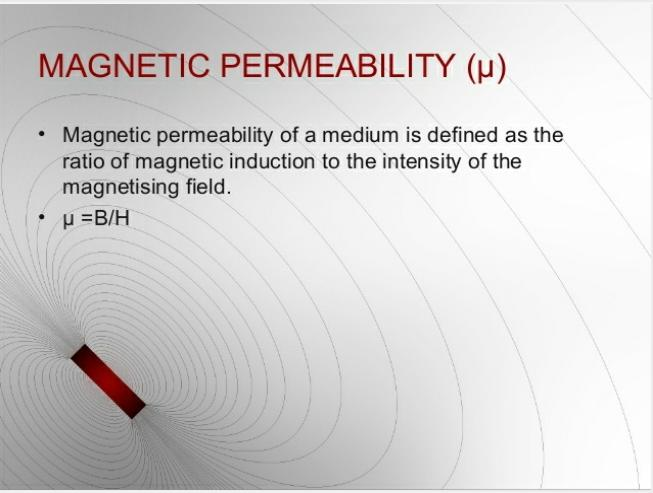 MAGNETIC PERMEABILITY (μ)
• Magnetic permeability of a medium is defined as the
ratio of magnetic induction to the intensity of the
magnetising field.
• μ =B/H